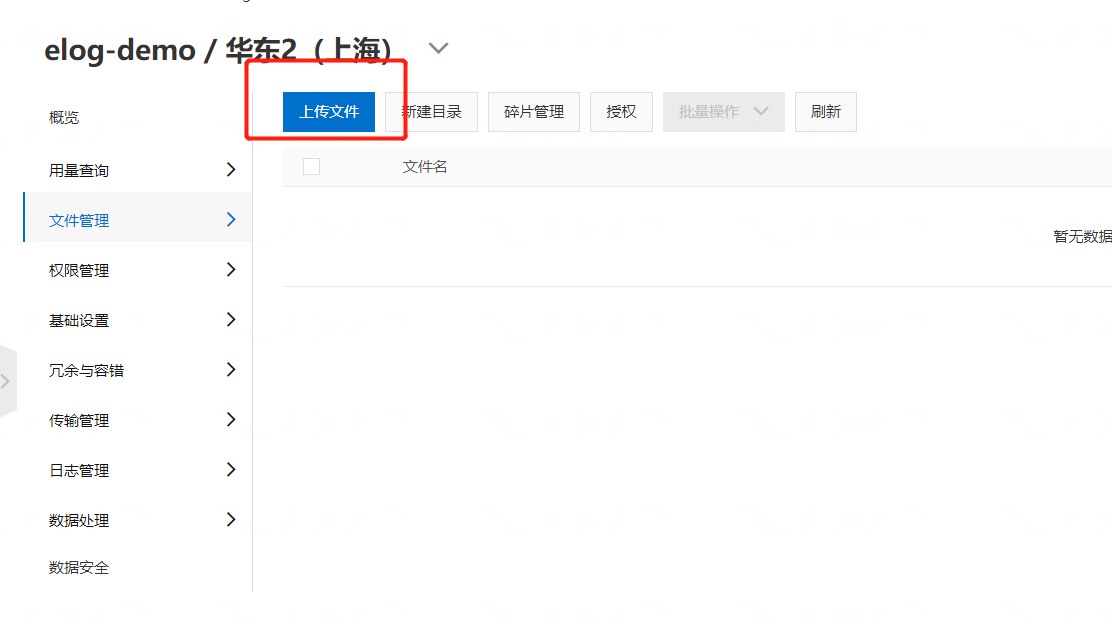 elog-demo / 华东2（上海）
概览
用量查询
文件管理
权限管理
基础设置
冗余与容错
传输管理
日志管理
数据处理
数据安全
上传文件 新建目录 碎片管理 授权 批量操作 刷新
文件名
暂无数据